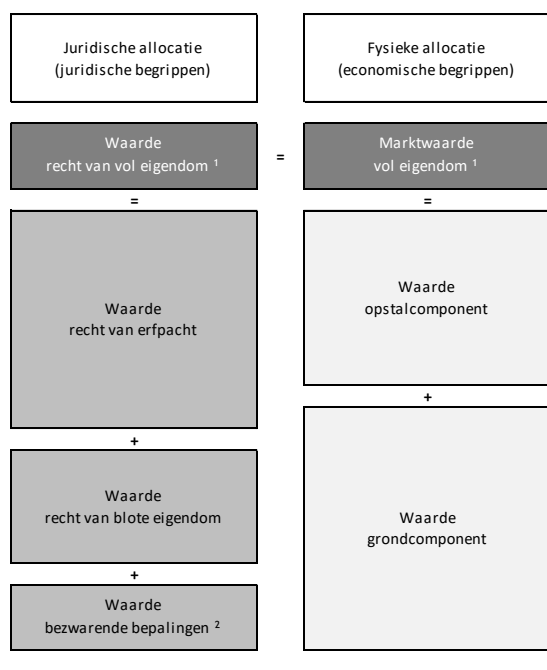 Juridische allocatie
(juridische begrippen)
Fysieke allocatie
(economische begrippen)
Waarde
recht van vol eigendom ¹
=
Marktwaarde
vol eigendom ¹
=
=
Waarde
recht van erfpacht
Waarde
opstalcomponent
+
+
Waarde
recht van blote eigendom
Waarde
grondcomponent
+
Waarde
bezwarende bepalingen ²